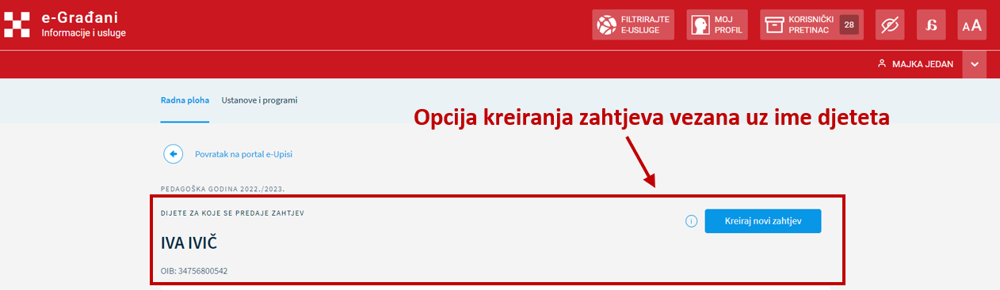 e-Građani
Informacije i usluge
FILTRIRAJTE
E-USLUGE
MOJ
PROFIL
KORISNIČKI
PRETINAC
28
AA
MAJKA JEDAN
Radna ploha
Ustanove i programi
Opcija kreiranja zahtjeva vezana uz ime djeteta
Povratak na portal e-Upisi
PEDAGOŠKA GODINA 2022./2023.
DIJETE ZA KOJE SE PREDAJE ZAHTJEV
i
Kreiraj novi zahtjev
IVA IVIČ
OIB: 34756800542